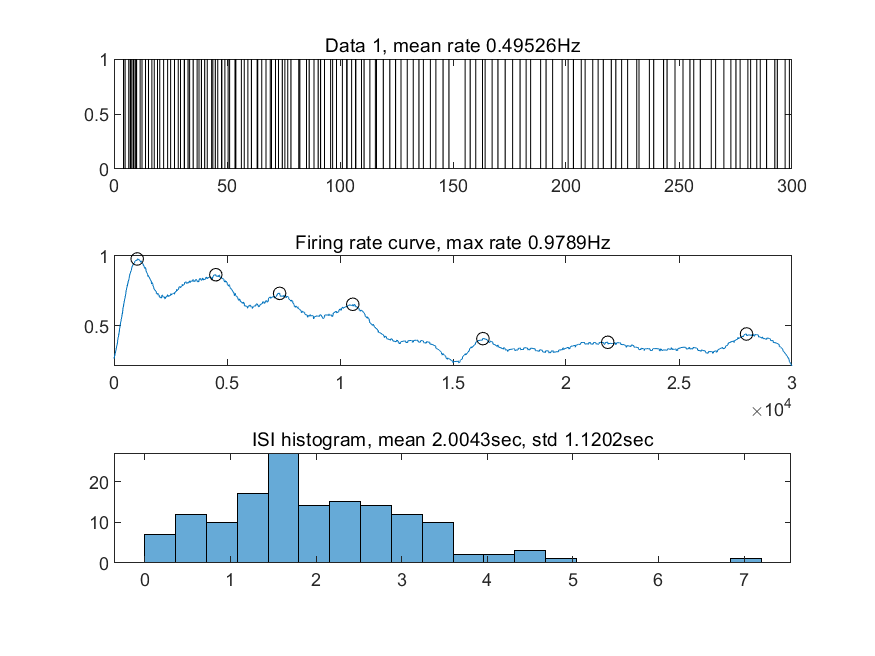 Data 1, mean rate 0.49526Hz
1
0.5
0
0 50 100 150 200 250 300
Firing rate curve, max rate 0.9789Hz
1
0.5
0 0.5 1 1.5 2 2.5 3
×10^4
ISI histogram, mean 2.0043sec, std 1.1202sec
20
10
0
0 1 2 3 4 5 6 7